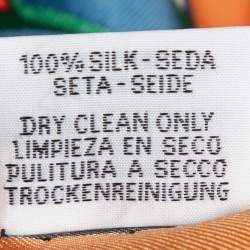 100% SILK-SEDA
SETA-SEIDE
DRY CLEAN ONLY
LIMPIEZA EN SECO
PULITURA A SECCO
TROCKENREINIGUNG